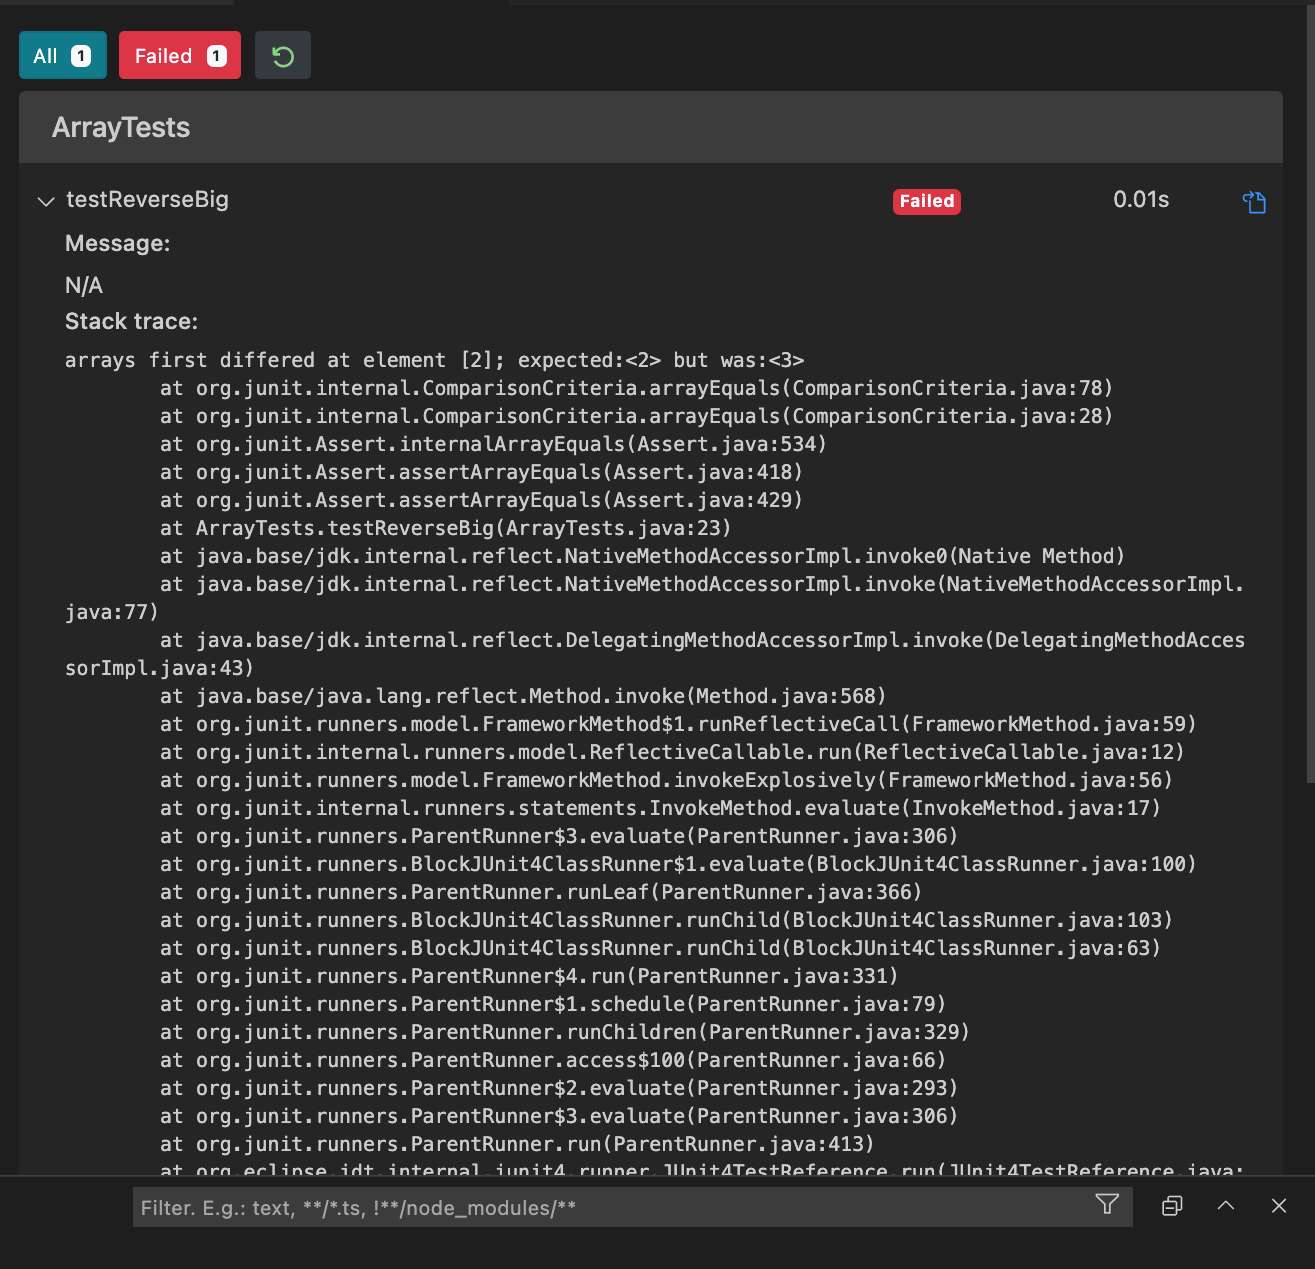 All 1 Failed 1
ArrayTests
testReverseBig Failed 0.01s
Message:
N/A
Stack trace:
arrays first differed at element [2]; expected:<2> but was:<3>
at org.junit.internal.ComparisonCriteria.arrayEquals(ComparisonCriteria.java:78)
at org.junit.internal.ComparisonCriteria.arrayEquals(ComparisonCriteria.java:28)
at org.junit.Assert.internalArrayEquals(Assert.java:534)
at org.junit.Assert.assertArrayEquals(Assert.java:418)
at org.junit.Assert.assertArrayEquals(Assert.java:429)
at ArrayTests.testReverseBig(ArrayTests.java:23)
at java.base/jdk.internal.reflect.NativeMethodAccessorImpl.invoke0(Native Method)
at java.base/jdk.internal.reflect.NativeMethodAccessorImpl.invoke(NativeMethodAccessorImpl.
java:77)
at java.base/jdk.internal.reflect.DelegatingMethodAccessorImpl.invoke(DelegatingMethodAcces
sorImpl.java:43)
at java.base/java.lang.reflect.Method.invoke(Method.java:568)
at org.junit.runners.model.FrameworkMethod$1.runReflectiveCall(FrameworkMethod.java:59)
at org.junit.internal.runners.model.ReflectiveCallable.run(ReflectiveCallable.java:12)
at org.junit.runners.model.FrameworkMethod.invokeExplosively(FrameworkMethod.java:56)
at org.junit.internal.runners.statements.InvokeMethod.evaluate(InvokeMethod.java:17)
at org.junit.runners.ParentRunner$3.evaluate(ParentRunner.java:306)
at org.junit.runners.BlockJUnit4ClassRunner$1.evaluate(BlockJUnit4ClassRunner.java:100)
at org.junit.runners.ParentRunner.runLeaf(ParentRunner.java:366)
at org.junit.runners.BlockJUnit4ClassRunner.runChild(BlockJUnit4ClassRunner.java:103)
at org.junit.runners.BlockJUnit4ClassRunner.runChild(BlockJUnit4ClassRunner.java:63)
at org.junit.runners.ParentRunner$4.run(ParentRunner.java:331)
at org.junit.runners.ParentRunner$1.schedule(ParentRunner.java:79)
at org.junit.runners.ParentRunner.runChildren(ParentRunner.java:329)
at org.junit.runners.ParentRunner.access$100(ParentRunner.java:66)
at org.junit.runners.ParentRunner$2.evaluate(ParentRunner.java:293)
at org.junit.runners.ParentRunner$3.evaluate(ParentRunner.java:306)
at org.junit.runners.ParentRunner.run(ParentRunner.java:413)
at org.eclipse.jdt.internal.junit4.runner.JUnit4TestReference.run(JUnit4TestReference.java:
Filter. E.g.: text, **/*.ts, !**/node_modules/**